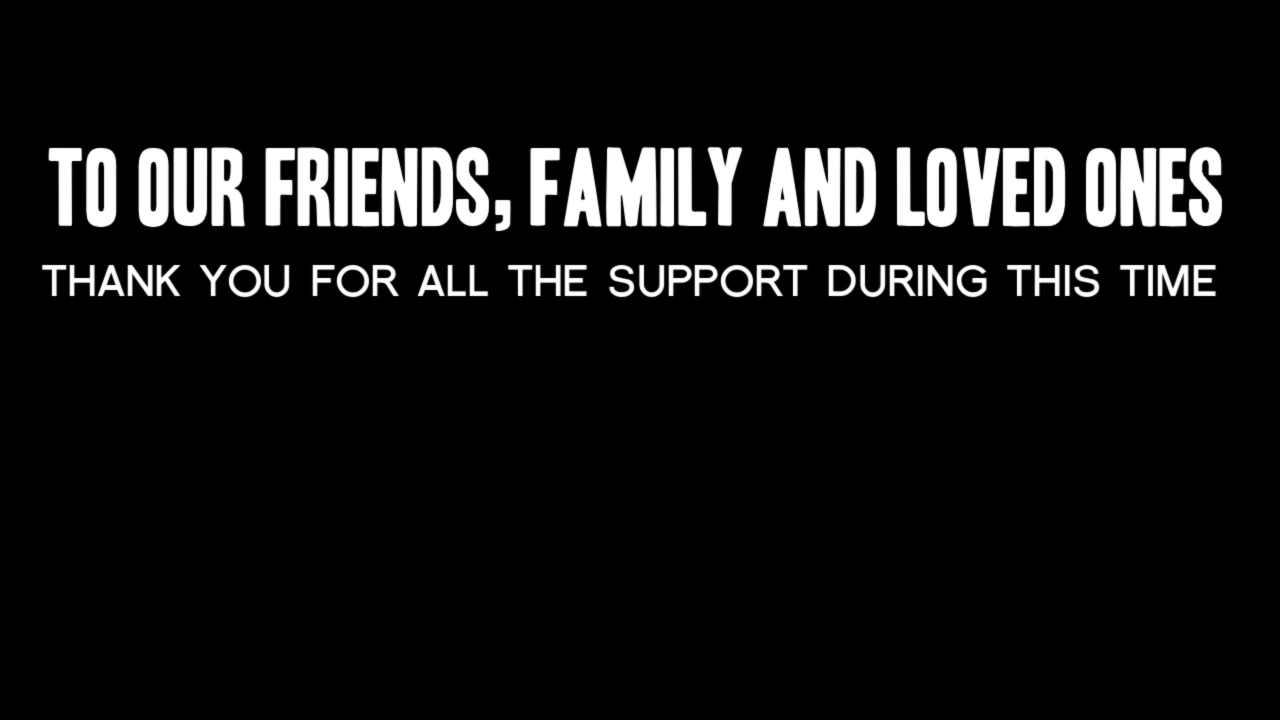 TO OUR FRIENDS, FAMILY AND LOVED ONES
THANK YOU FOR ALL THE SUPPORT DURING THIS TIME